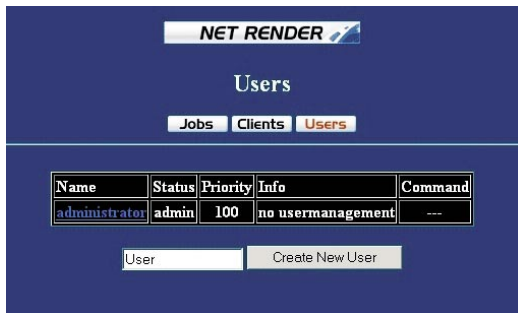 NET RENDER
Users
Jobs Clients Users
Name Status Priority Info Command
administrator admin 100 no usermanagement ---
User Create New User